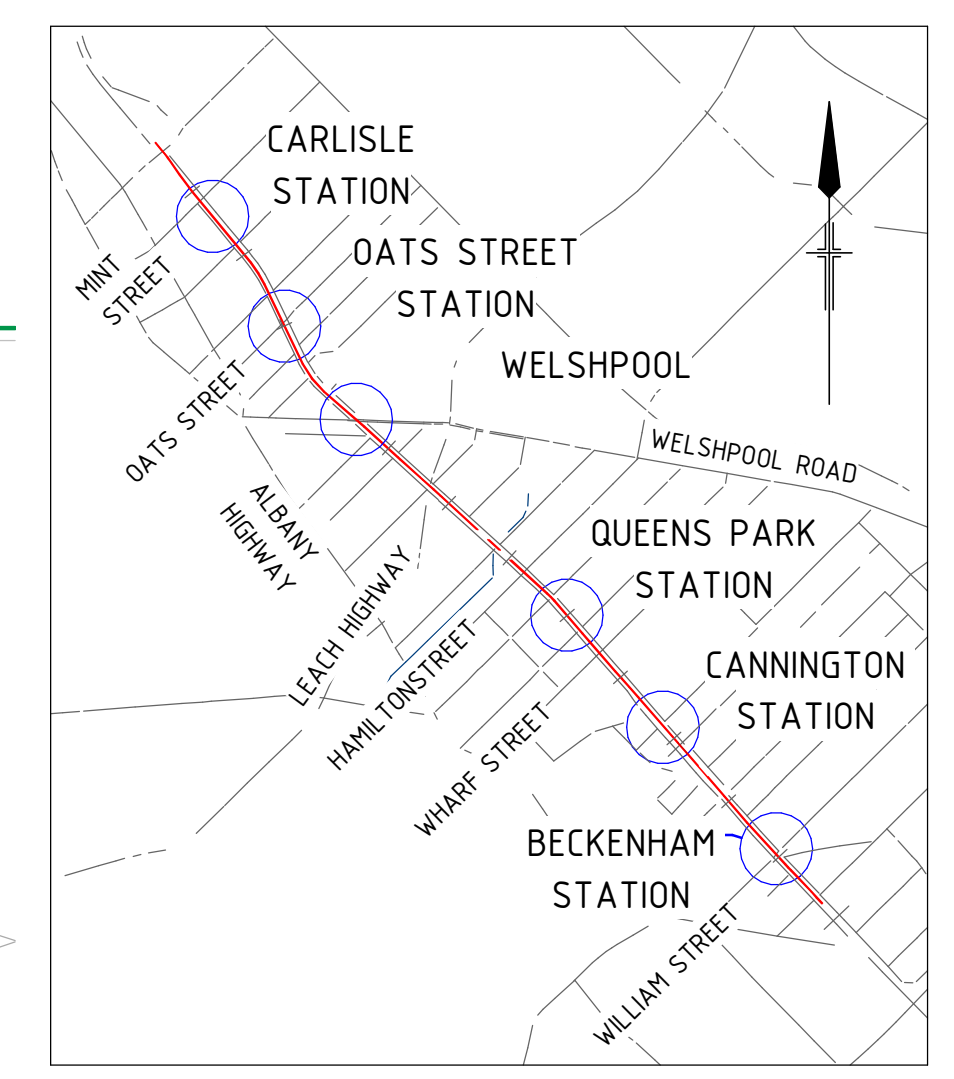 CARLISLE
STATION
MINT
STREET
OATS STREET
STATION
WELSHPOOL
OATS STREET
WELSHPOOL ROAD
ALBANY
HIGHWAY
QUEENS PARK
STATION
LEACH HIGHWAY
HAMILTONSTREET
CANNINGTON
STATION
WHARF STREET
BECKENHAM
STATION
WILLIAM STREET